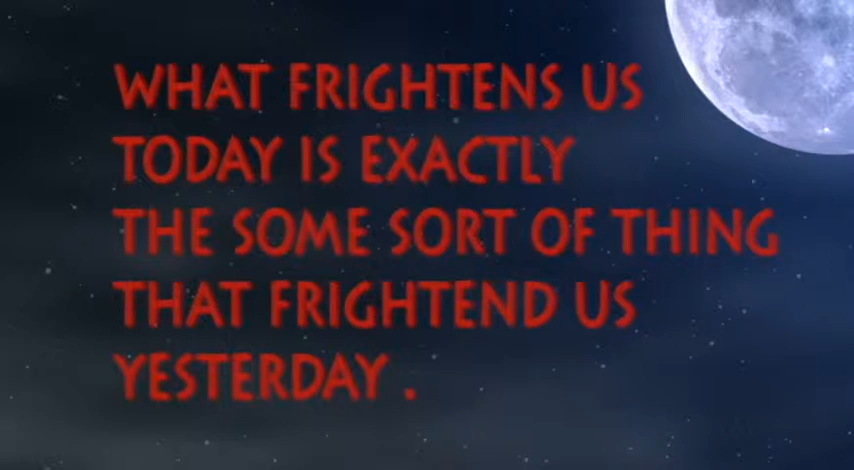 WHAT FRIGHTENS US
TODAY IS EXACTLY
THE SOME SORT OF THING
THAT FRIGHTEND US
YESTERDAY .